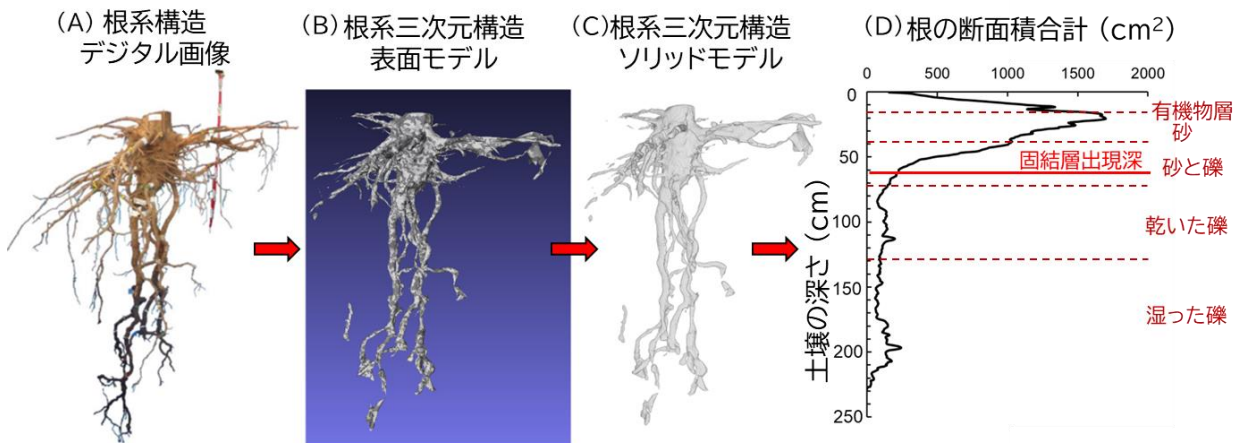 (A) 根系構造
デジタル画像
(B) 根系三次元構造
表面モデル
(C) 根系三次元構造
ソリッドモデル
(D) 根の断面積合計 (cm²)
0 500 1000 1500 2000
0
50
100
150
200
250
土壌の深さ (cm)
有機物層
砂
固結層出現深
砂と礫
乾いた礫
湿った礫